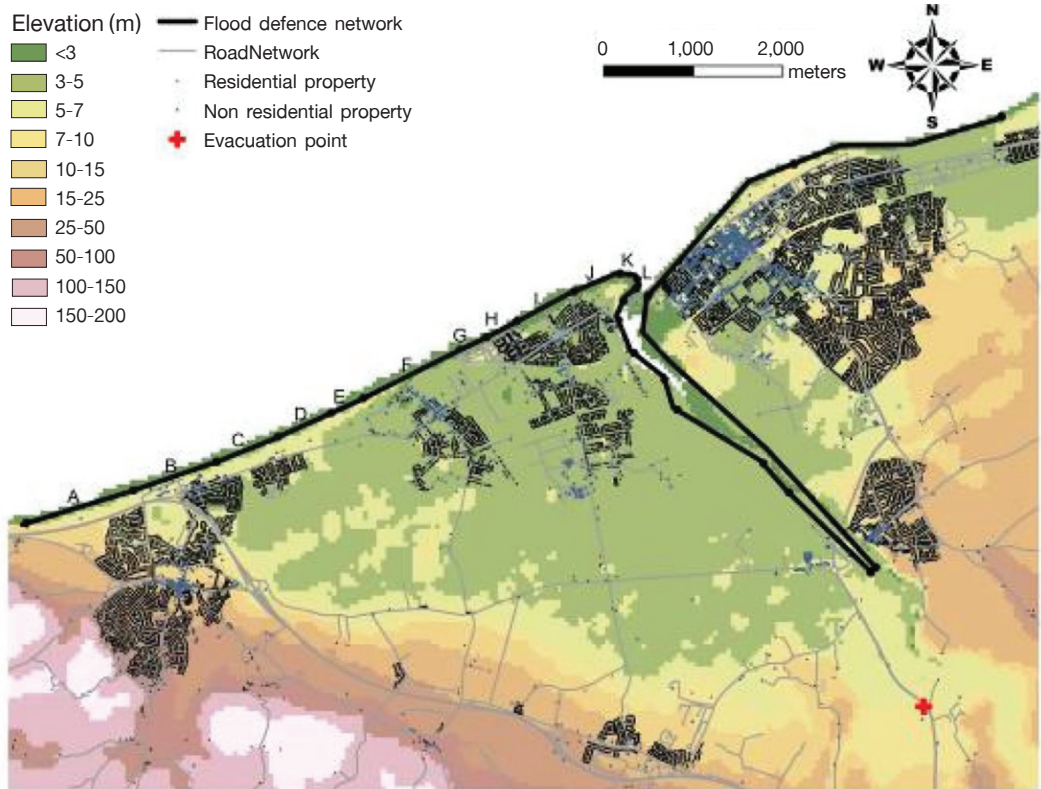 Elevation (m)
<3
3-5
5-7
7-10
10-15
15-25
25-50
50-100
100-150
150-200
Flood defence network
RoadNetwork
Residential property
Non residential property
Evacuation point
0 1,000 2,000
meters
N
W E
S
A
B
C
D
E
F
G
H
I
J
K
L